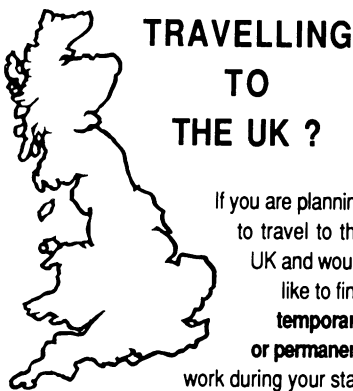 TRAVELLING
TO
THE UK ?
If you are plannin
to travel to th
UK and wou
like to fin
temporar
or permaner
work during your sta